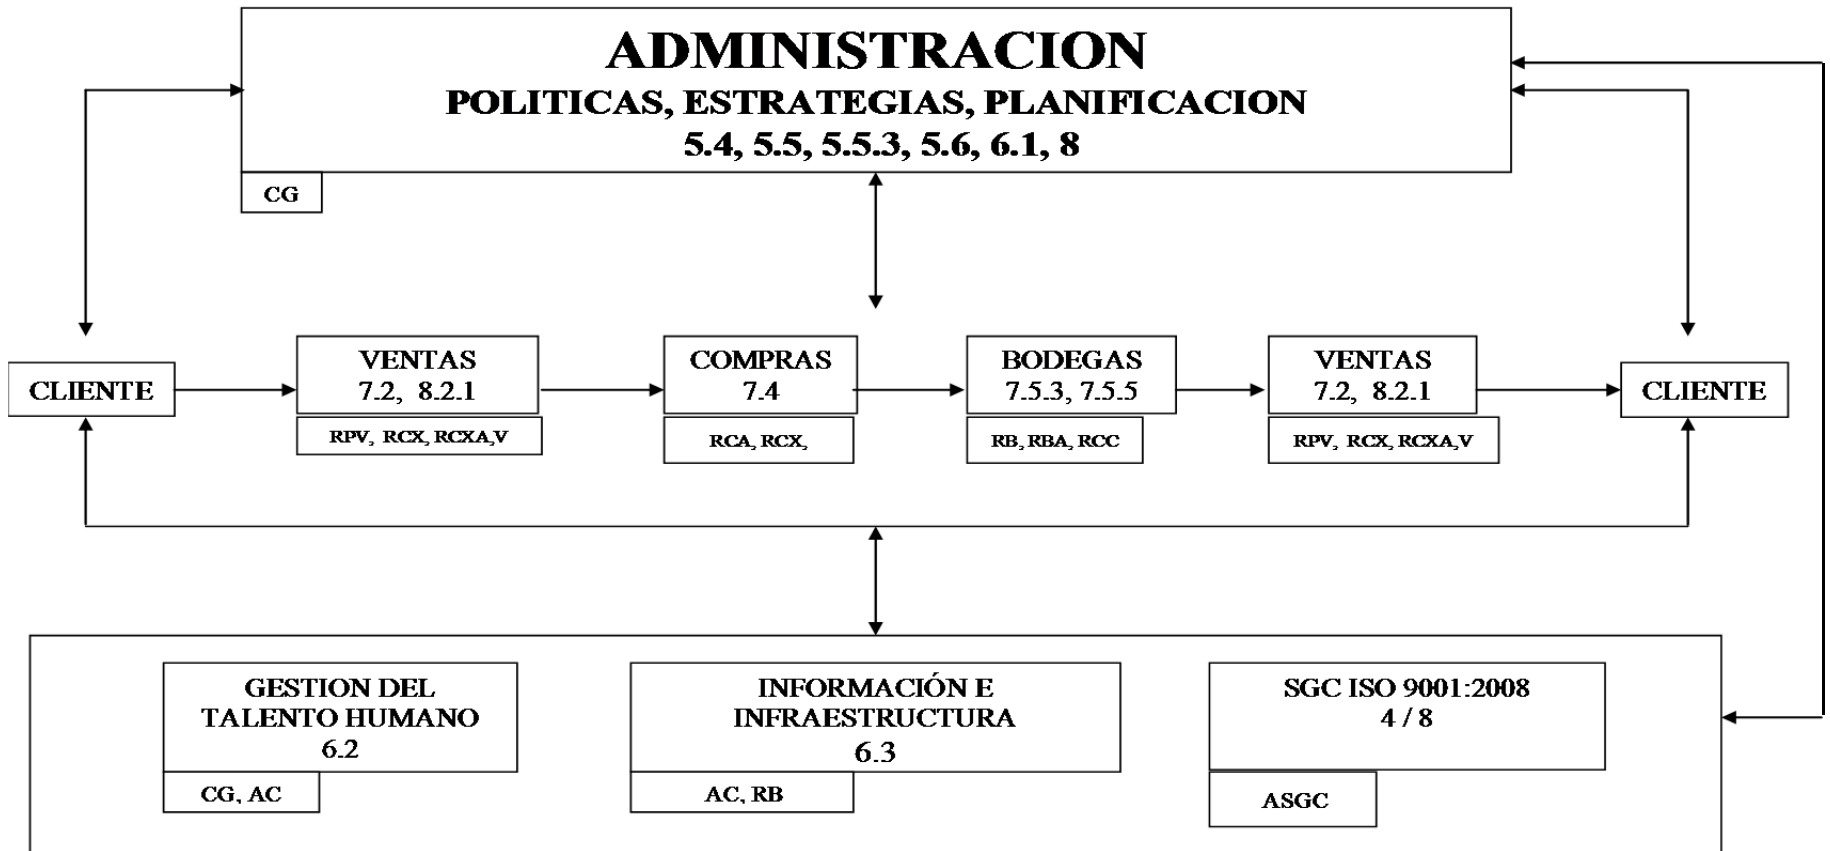 ADMINISTRACION
POLITICAS, ESTRATEGIAS, PLANIFICACION
5.4, 5.5, 5.5.3, 5.6, 6.1, 8
CG
CLIENTE
VENTAS
7.2, 8.2.1
RPV, RCX, RCXA,V
COMPRAS
7.4
RCA, RCX,
BODEGAS
7.5.3, 7.5.5
RB, RBA, RCC
VENTAS
7.2, 8.2.1
RPV, RCX, RCXA,V
CLIENTE
GESTION DEL
TALENTO HUMANO
6.2
CG, AC
INFORMACIÓN E
INFRAESTRUCTURA
6.3
AC, RB
SGC ISO 9001:2008
4 / 8
ASGC